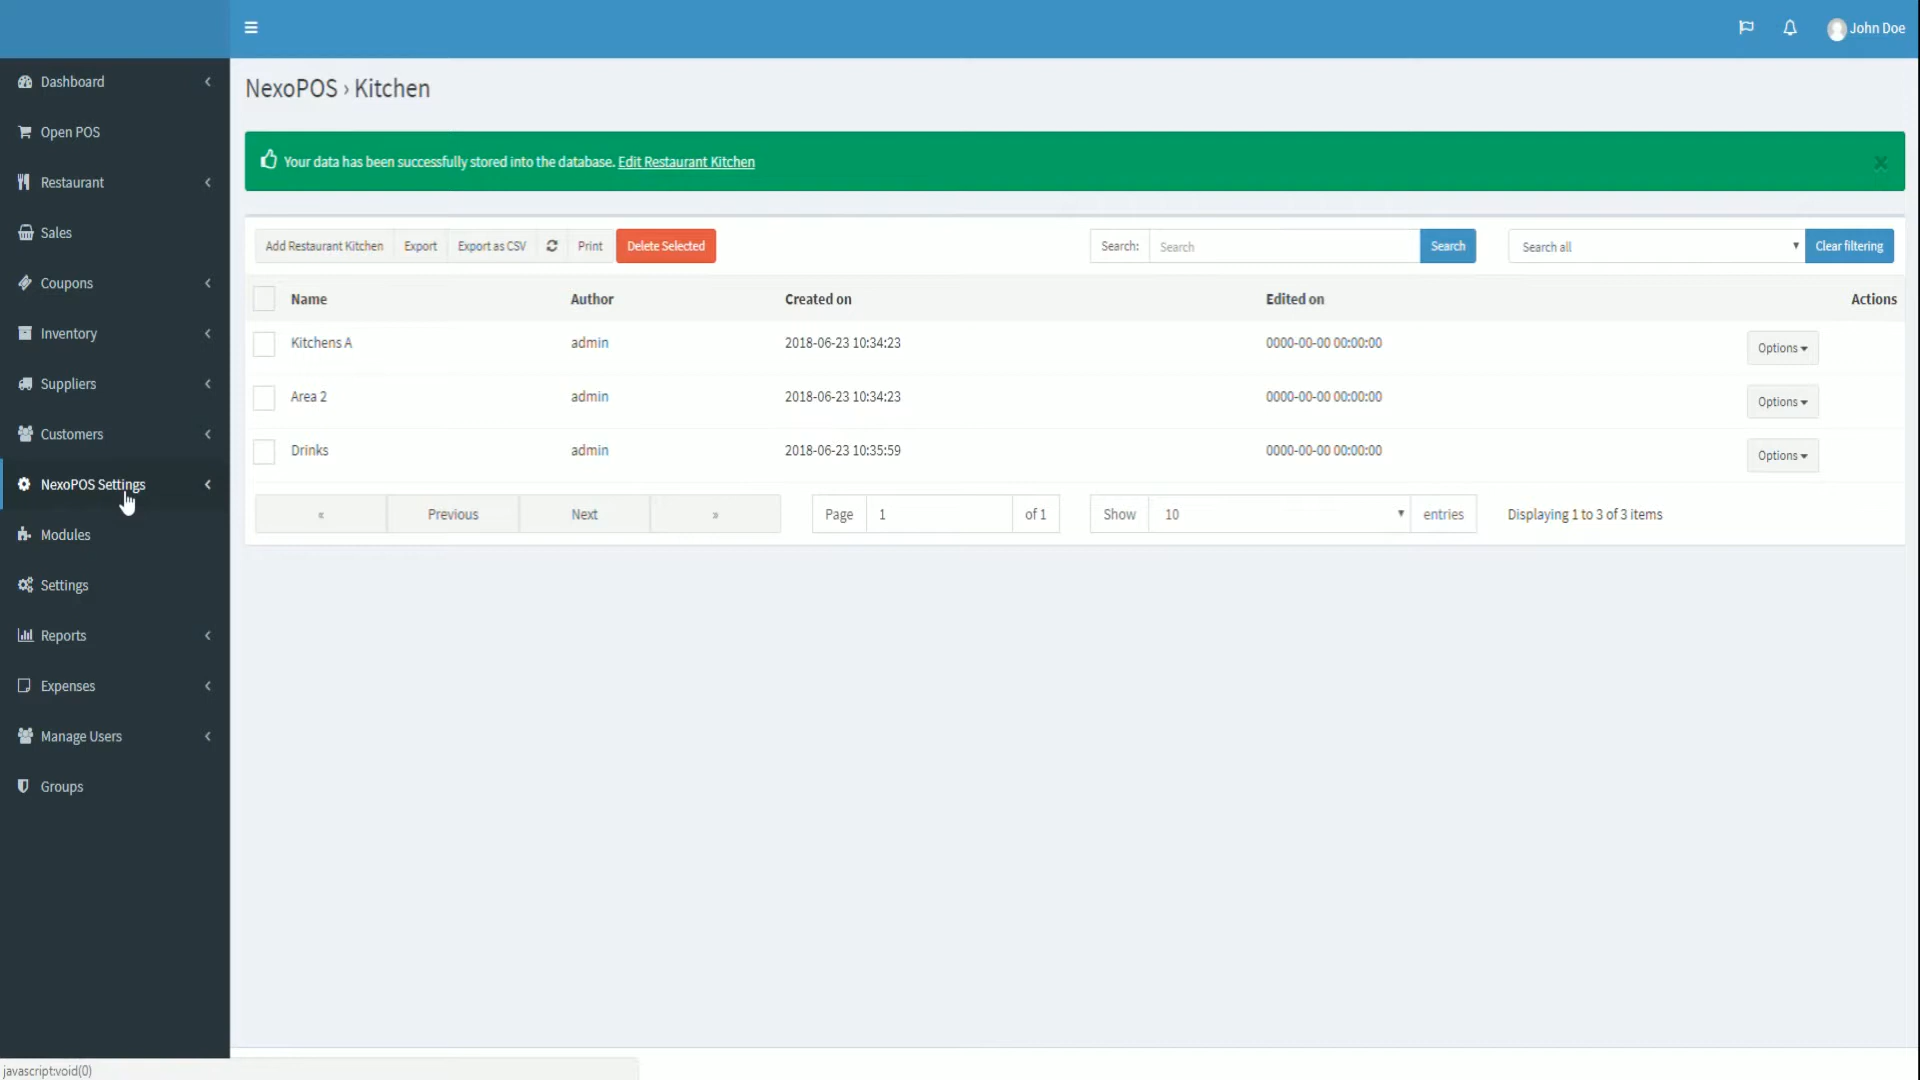 John Doe
Dashboard
Open POS
Restaurant
Sales
Coupons
Inventory
Suppliers
Customers
NexoPOS Settings
Modules
Settings
Reports
Expenses
Manage Users
Groups
NexoPOS › Kitchen
Your data has been successfully stored into the database. Edit Restaurant Kitchen
×
Add Restaurant Kitchen Export Export as CSV Print Delete Selected Search: Search Search Search all Clear filtering
Name Author Created on Edited on Actions
Kitchens A admin 2018-06-23 10:34:23 0000-00-00 00:00:00 Options
Area 2 admin 2018-06-23 10:34:23 0000-00-00 00:00:00 Options
Drinks admin 2018-06-23 10:35:59 0000-00-00 00:00:00 Options
« Previous Next » Page 1 of 1 Show 10 entries Displaying 1 to 3 of 3 items
javascript:void(0)